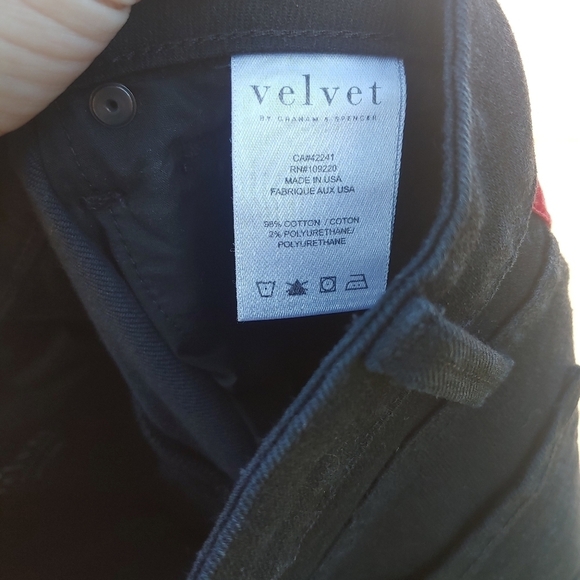 velvet
BY GRAHAM & SPENCER
CA#42241
RN#109220
MADE IN USA
FABRIQUE AUX USA
98% COTTON / COTON
2% POLYURETHANE/
POLYURETHANE